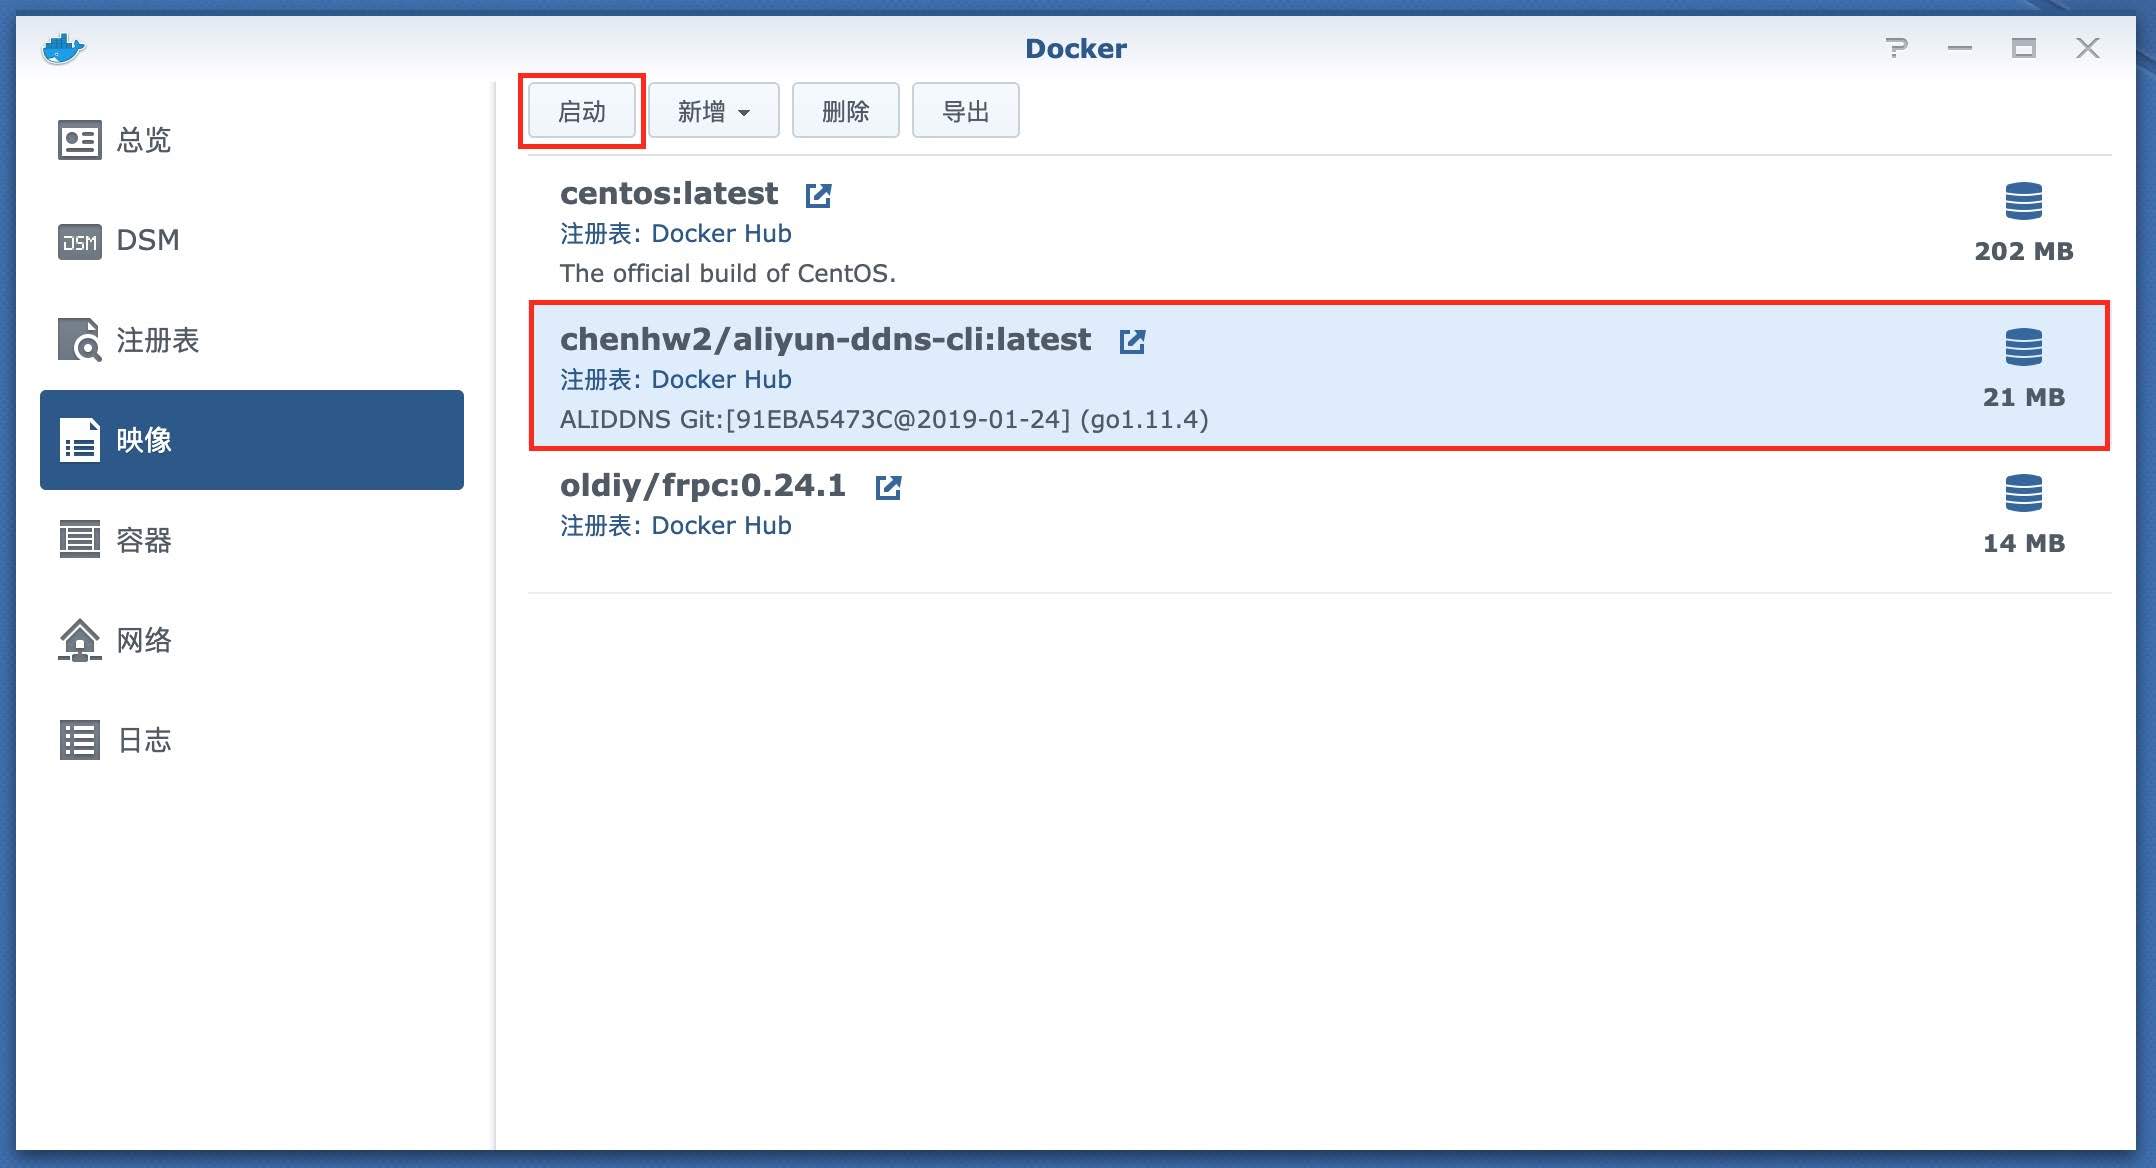 Docker
总览
DSM
DSM
注册表
映像
容器
网络
日志
启动 新增 删除 导出
centos:latest
注册表: Docker Hub
The official build of CentOS.
202 MB
chenhw2/aliyun-ddns-cli:latest
注册表: Docker Hub
ALIDDNS Git:[91EBA5473C@2019-01-24] (go1.11.4)
21 MB
oldiy/frpc:0.24.1
注册表: Docker Hub
14 MB